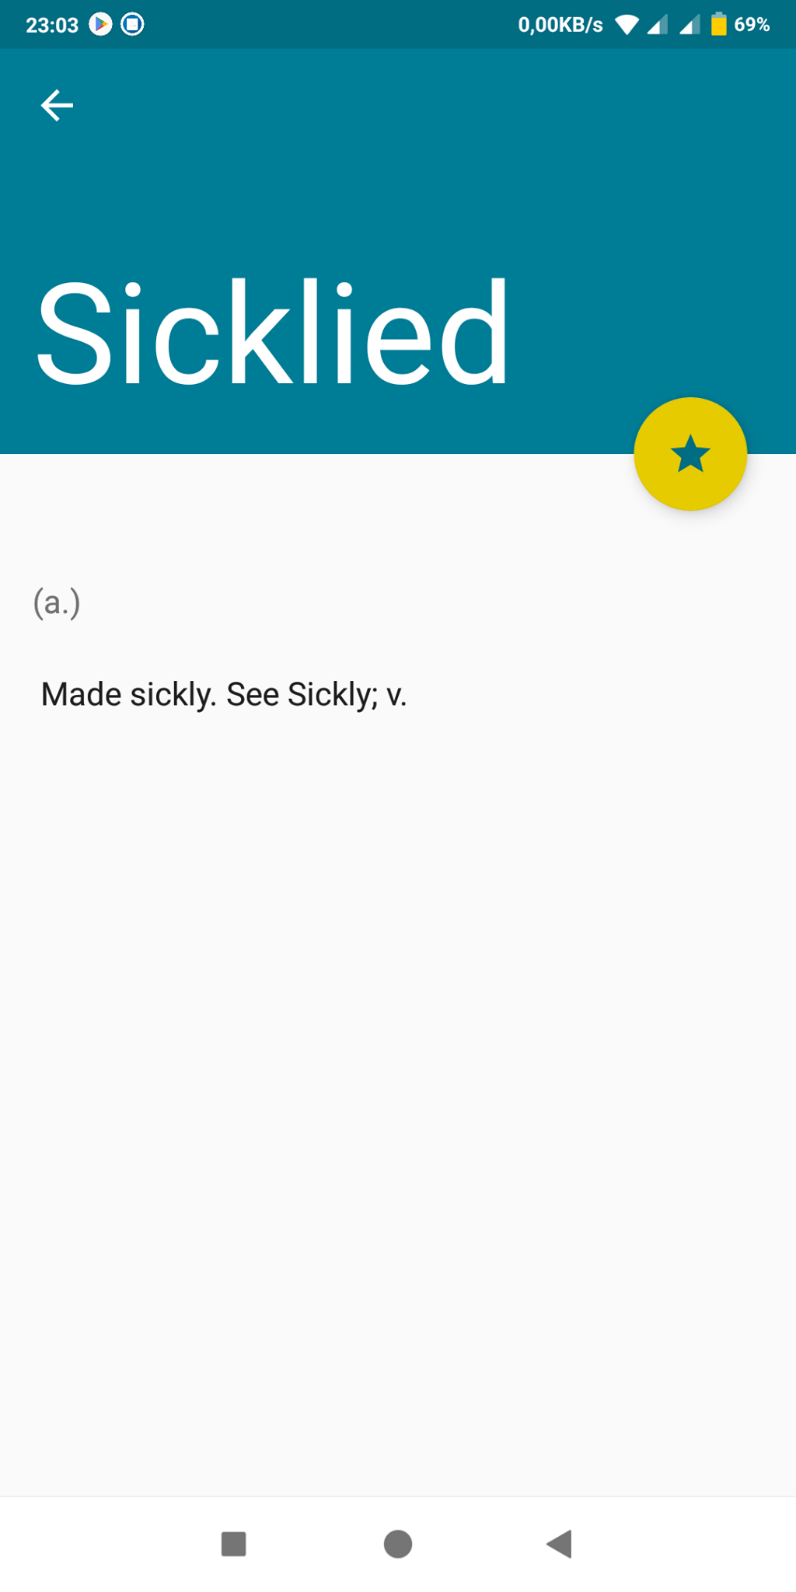 23:03 0,00KB/s 69%
Sicklied
(a.)
Made sickly. See Sickly; v.